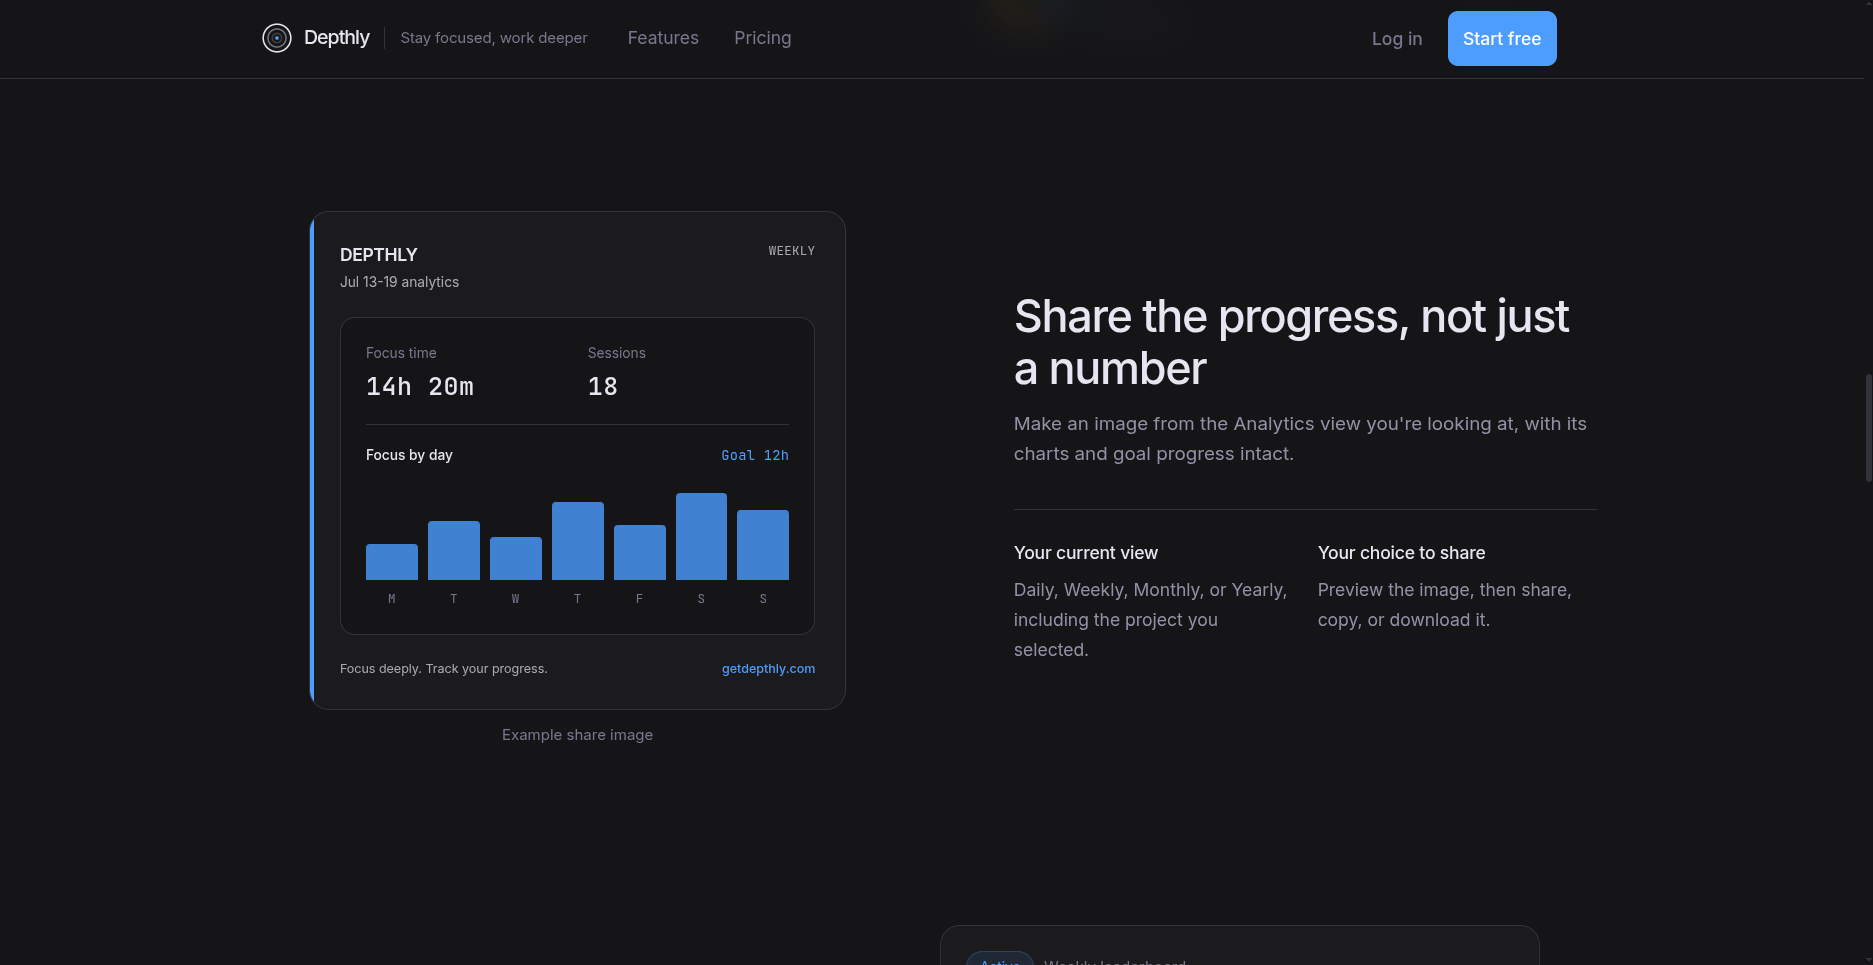 Depthly
Stay focused, work deeper
Features
Pricing
Log in
Start free
DEPTHLY
WEEKLY
Jul 13-19 analytics
Focus time
Sessions
14h 20m
18
Focus by day
Goal 12h
M T W T F S S
Focus deeply. Track your progress.
getdepthly.com
Example share image
Share the progress, not just
a number
Make an image from the Analytics view you're looking at, with its
charts and goal progress intact.
Your current view
Daily, Weekly, Monthly, or Yearly,
including the project you
selected.
Your choice to share
Preview the image, then share,
copy, or download it.
Active
Weekly leaderboard